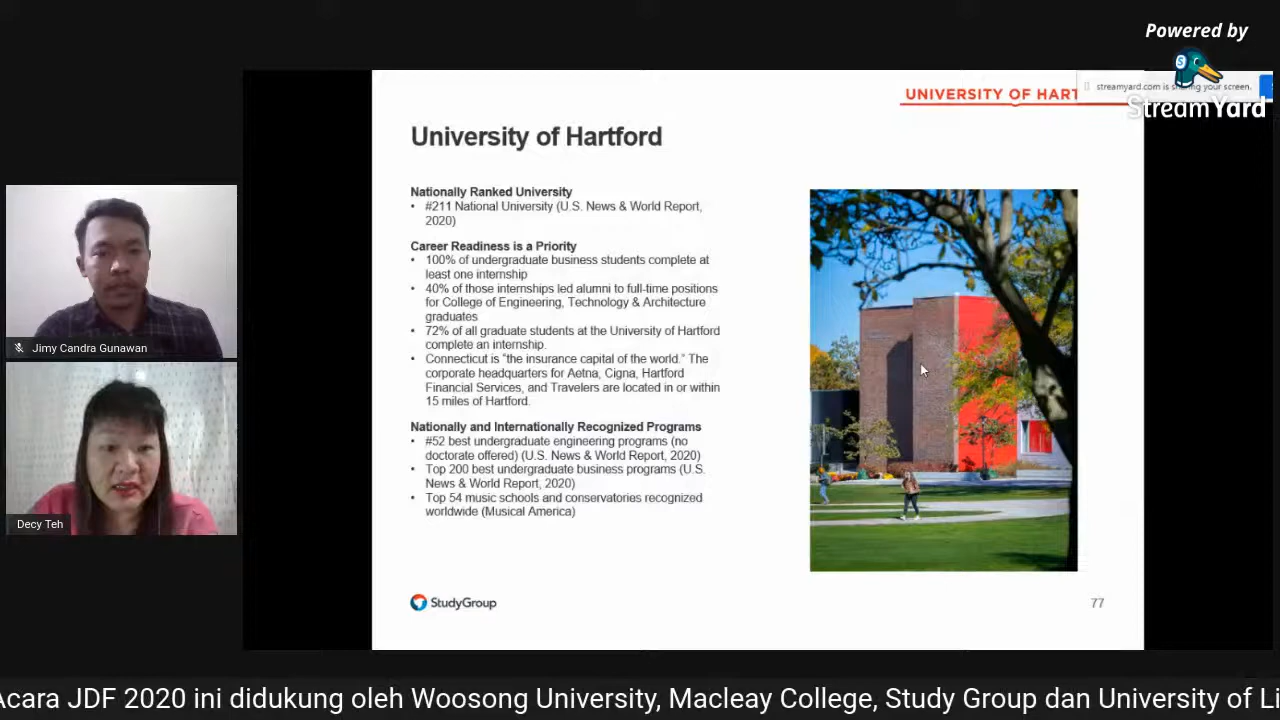 Powered by
StreamYard
streamyard.com is sharing your screen.
UNIVERSITY OF HART
University of Hartford
Nationally Ranked University
• #211 National University (U.S. News & World Report,
2020)
Career Readiness is a Priority
• 100% of undergraduate business students complete at
least one internship
• 40% of those internships led alumni to full-time positions
for College of Engineering, Technology & Architecture
graduates
• 72% of all graduate students at the University of Hartford
complete an internship.
• Connecticut is "the insurance capital of the world." The
corporate headquarters for Aetna, Cigna, Hartford
Financial Services, and Travelers are located in or within
15 miles of Hartford.
Nationally and Internationally Recognized Programs
• #52 best undergraduate engineering programs (no
doctorate offered) (U.S. News & World Report, 2020)
• Top 200 best undergraduate business programs (U.S.
News & World Report, 2020)
• Top 54 music schools and conservatories recognized
worldwide (Musical America)
StudyGroup
77
Jimy Candra Gunawan
Decy Teh
Acara JDF 2020 ini didukung oleh Woosong University, Macleay College, Study Group dan University of Li